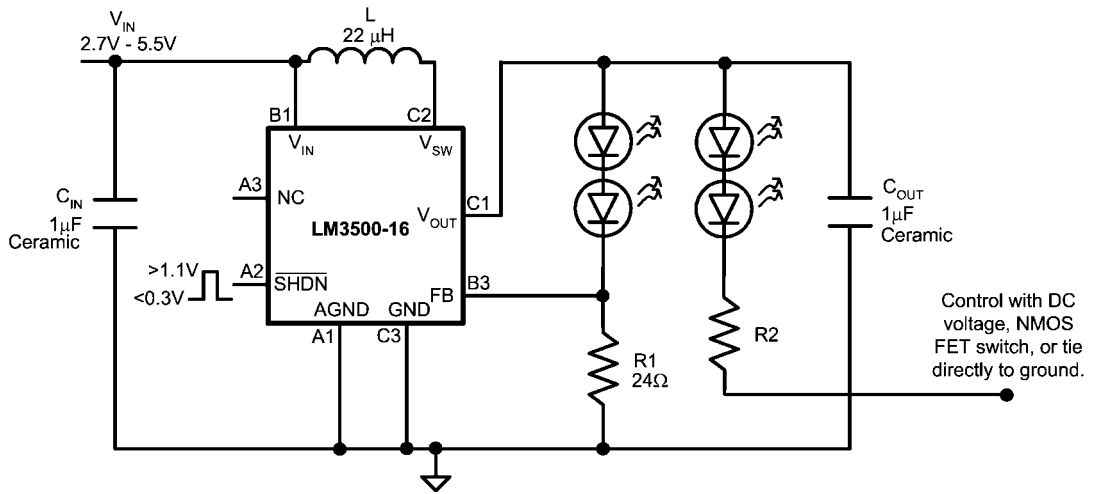 V_IN
2.7V - 5.5V
L
22 μH
B1
C2
V_IN
V_SW
A3
NC
C1
V_OUT
LM3500-16
C_IN
1μF
Ceramic
C_OUT
1μF
Ceramic
>1.1V
<0.3V
A2
SHDN
B3
FB
AGND
GND
A1
C3
R1
24Ω
R2
Control with DC
voltage, NMOS
FET switch, or tie
directly to ground.